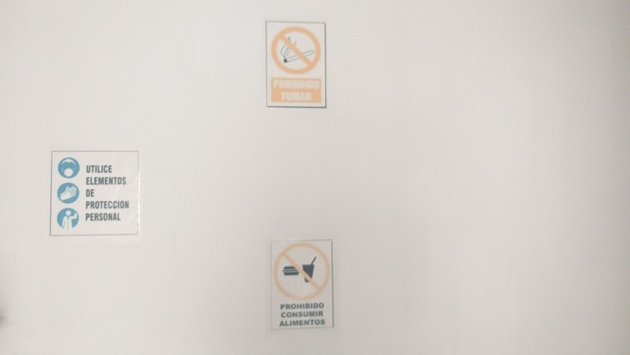 PROHIBIDO
FUMAR
UTILICE
ELEMENTOS
DE
PROTECCION
PERSONAL
PROHIBIDO
CONSUMIR
ALIMENTOS